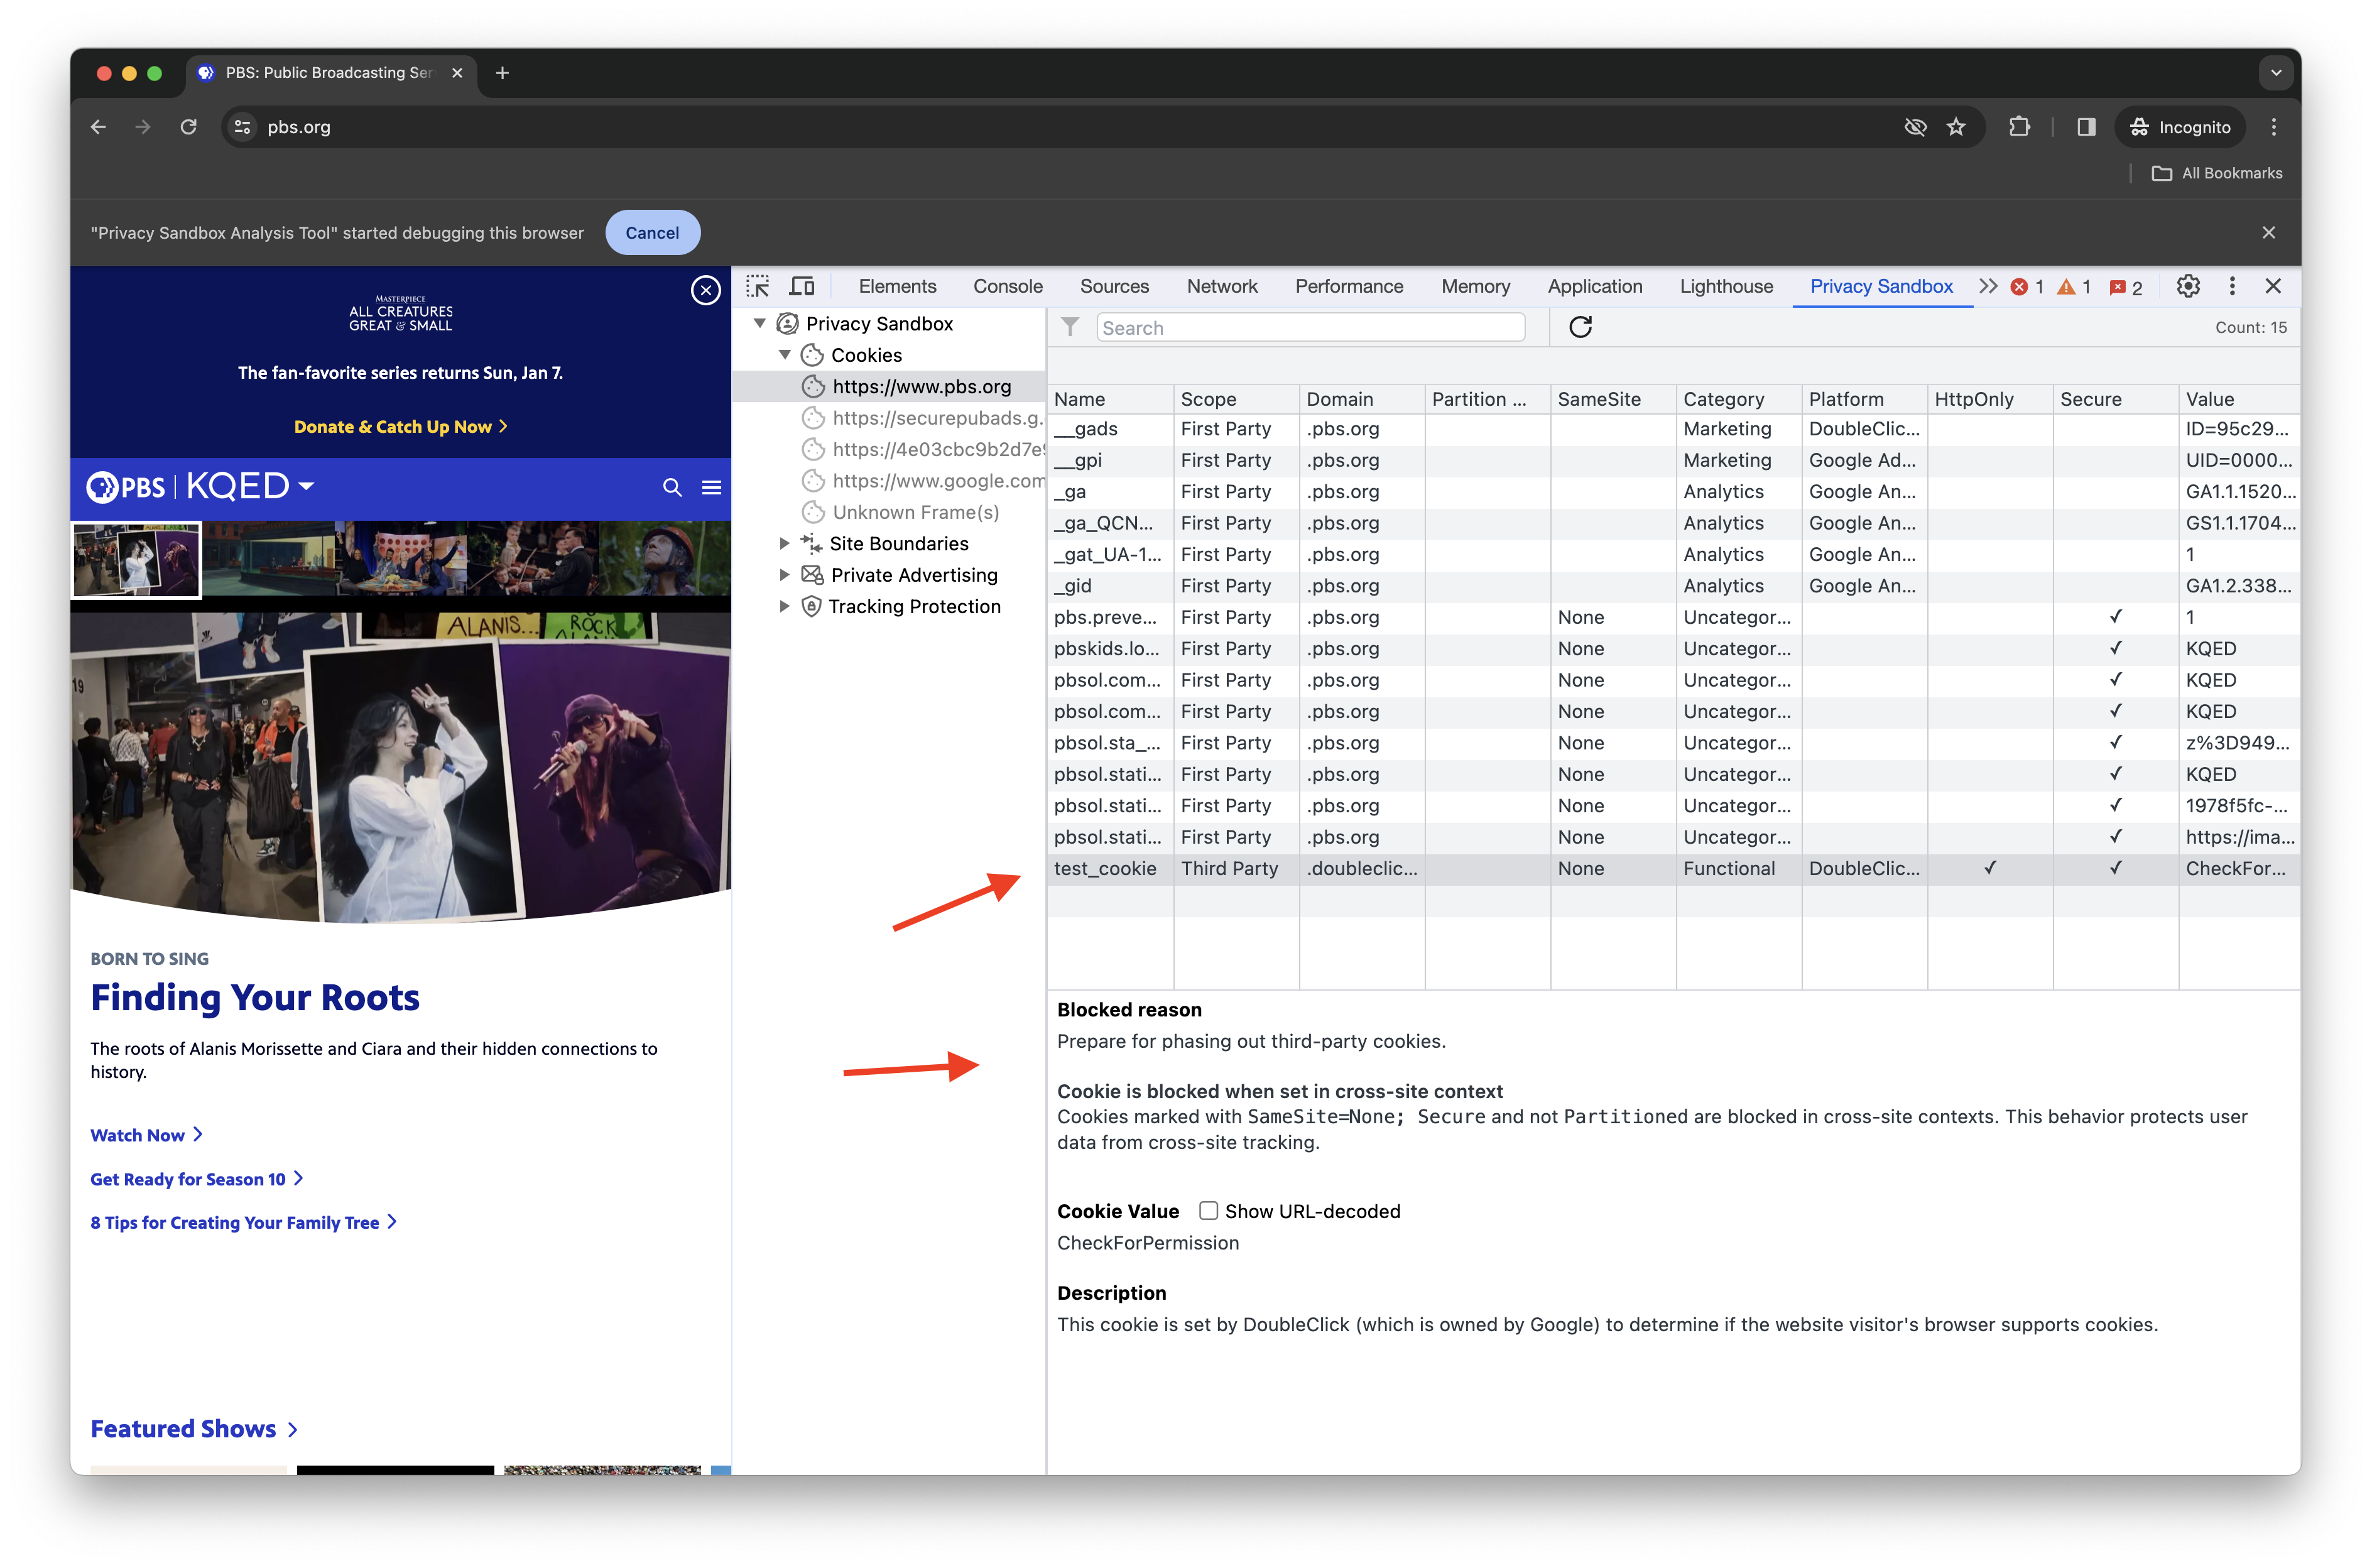 PBS: Public Broadcasting Ser
pbs.org
Incognito
All Bookmarks
"Privacy Sandbox Analysis Tool" started debugging this browser
Cancel
MASTERPIECE
ALL CREATURES
GREAT & SMALL
The fan-favorite series returns Sun, Jan 7.
Donate & Catch Up Now
PBS KQED
19
ALANIS...
ROCK
BORN TO SING
Finding Your Roots
The roots of Alanis Morissette and Ciara and their hidden connections to
history.
Watch Now
Get Ready for Season 10
8 Tips for Creating Your Family Tree
Featured Shows
Elements Console Sources Network Performance Memory Application Lighthouse Privacy Sandbox 1 1 2
Privacy Sandbox
Cookies
https://www.pbs.org
https://securepubads.g.
https://4e03cbc9b2d7e9
https://www.google.com
Unknown Frame(s)
Site Boundaries
Private Advertising
Tracking Protection
Search
Count: 15
Name Scope Domain Partition ... SameSite Category Platform HttpOnly Secure Value
__gads First Party .pbs.org Marketing DoubleClic... ID=95c29...
__gpi First Party .pbs.org Marketing Google Ad... UID=0000...
_ga First Party .pbs.org Analytics Google An... GA1.1.1520...
_ga_QCN... First Party .pbs.org Analytics Google An... GS1.1.1704...
_gat_UA-1... First Party .pbs.org Analytics Google An... 1
_gid First Party .pbs.org Analytics Google An... GA1.2.338...
pbs.preve... First Party .pbs.org None Uncategor... ✓ 1
pbskids.lo... First Party .pbs.org None Uncategor... ✓ KQED
pbsol.com... First Party .pbs.org None Uncategor... ✓ KQED
pbsol.com... First Party .pbs.org None Uncategor... ✓ KQED
pbsol.sta_... First Party .pbs.org None Uncategor... ✓ z%3D949...
pbsol.stati... First Party .pbs.org None Uncategor... ✓ KQED
pbsol.stati... First Party .pbs.org None Uncategor... ✓ 1978f5fc-...
pbsol.stati... First Party .pbs.org None Uncategor... ✓ https://ima...
test_cookie Third Party .doubleclic... None Functional DoubleClic... ✓ ✓ CheckFor...
Blocked reason
Prepare for phasing out third-party cookies.
Cookie is blocked when set in cross-site context
Cookies marked with SameSite=None; Secure and not Partitioned are blocked in cross-site contexts. This behavior protects user
data from cross-site tracking.
Cookie Value Show URL-decoded
CheckForPermission
Description
This cookie is set by DoubleClick (which is owned by Google) to determine if the website visitor's browser supports cookies.